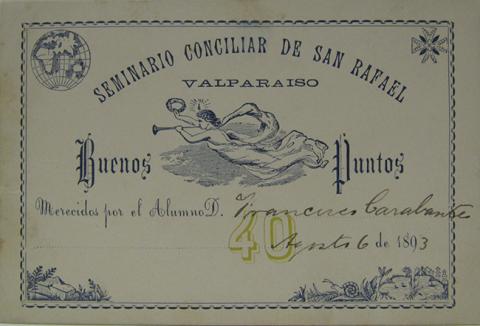 SEMINARIO CONCILIAR DE SAN RAFAEL
VALPARAISO
Buenos Puntos
Merecidos por el Alumno D. Francisco Carabantes
40
Agosto 6 de 1893